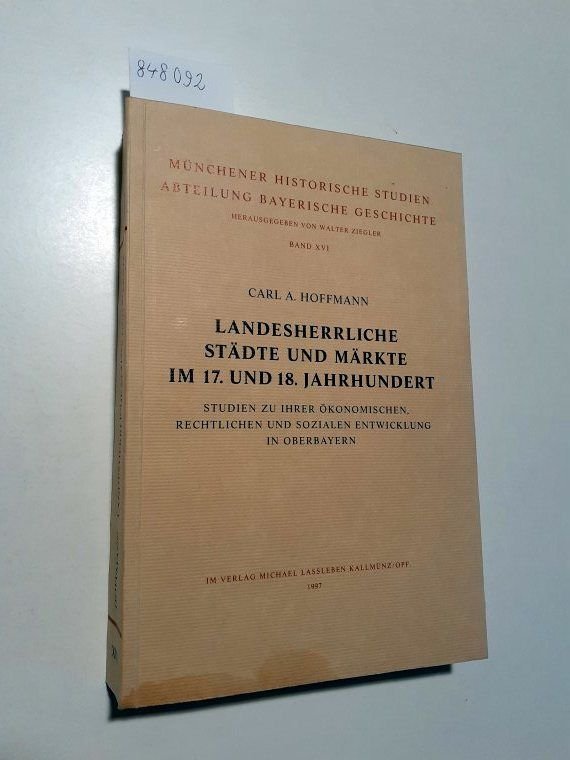 848 092
MÜNCHENER HISTORISCHE STUDIEN
ABTEILUNG BAYERISCHE GESCHICHTE
HERAUSGEGEBEN VON WALTER ZIEGLER
BAND XVI
CARL A. HOFFMANN
LANDESHERRLICHE
STÄDTE UND MÄRKTE
IM 17. UND 18. JAHRHUNDERT
STUDIEN ZU IHRER ÖKONOMISCHEN,
RECHTLICHEN UND SOZIALEN ENTWICKLUNG
IN OBERBAYERN
IM VERLAG MICHAEL LASSLEBEN KALLMÜNZ/OPF.
1997